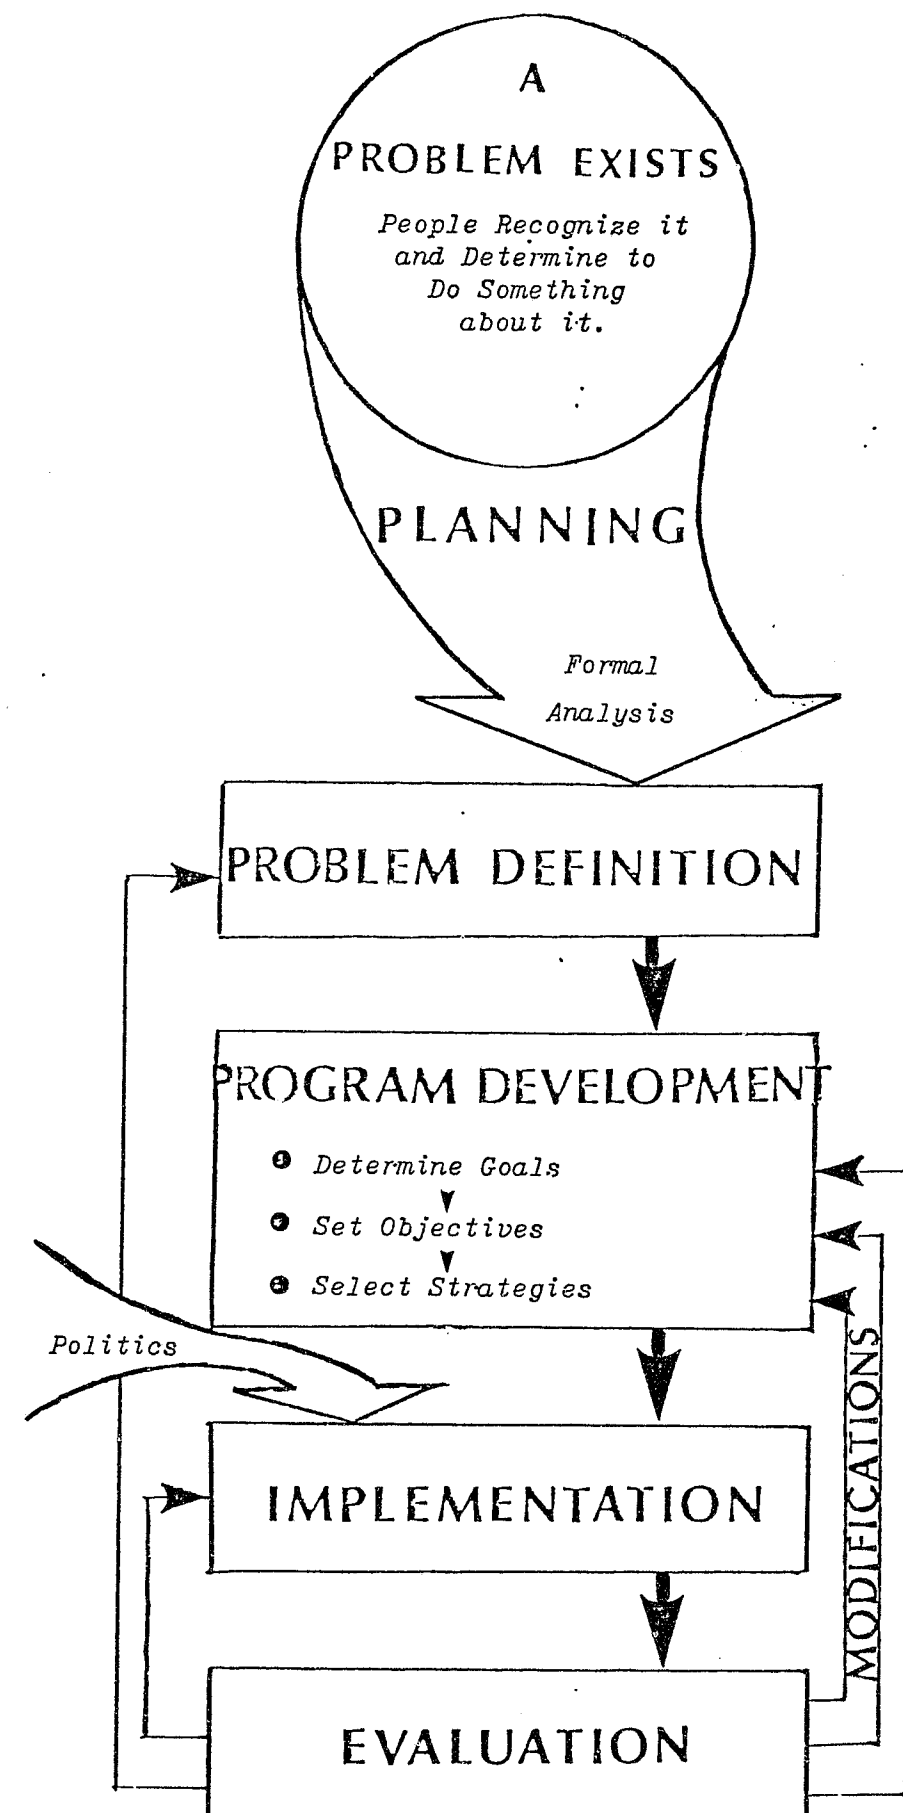 A
PROBLEM EXISTS
People Recognize it
and Determine to
Do Something
about it.
PLANNING
Formal
Analysis
PROBLEM DEFINITION
PROGRAM DEVELOPMENT
Determine Goals
Set Objectives
Select Strategies
Politics
IMPLEMENTATION
MODIFICATIONS
EVALUATION